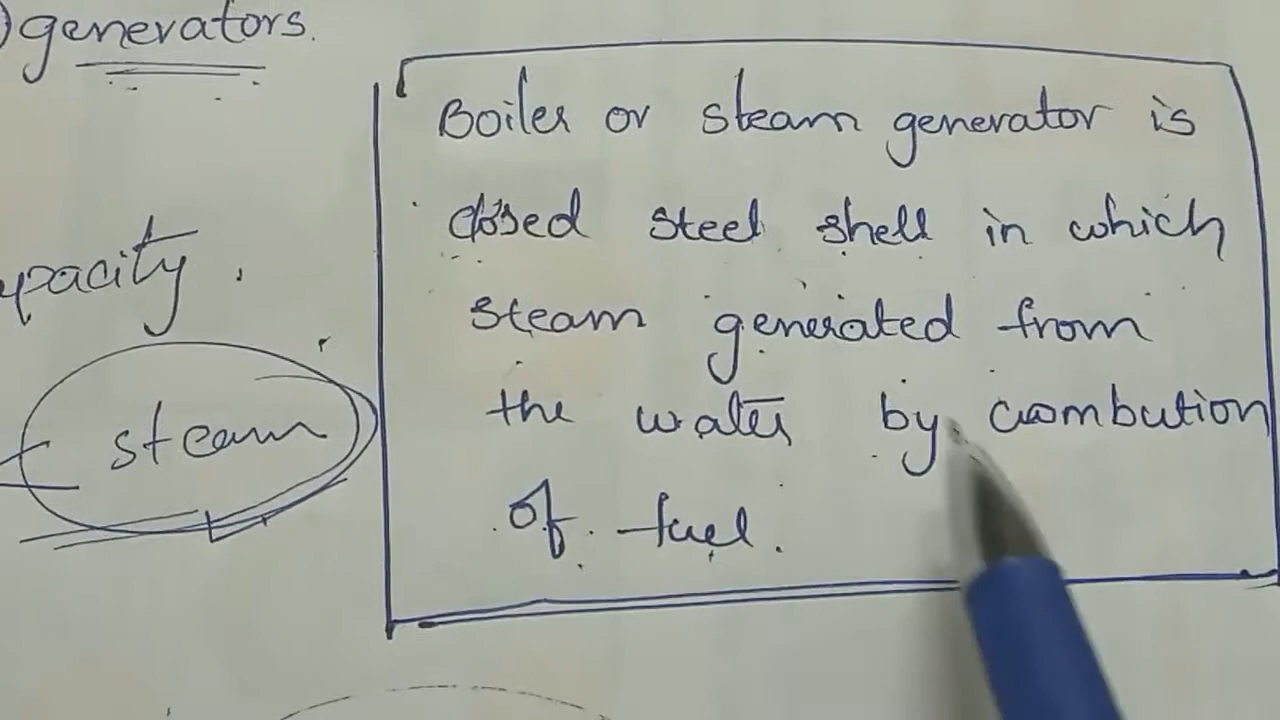 ) generators.
Boiler or steam generator is
closed steel shell in which
pacity.
steam generated from
steam
the water by combution
of fuel.